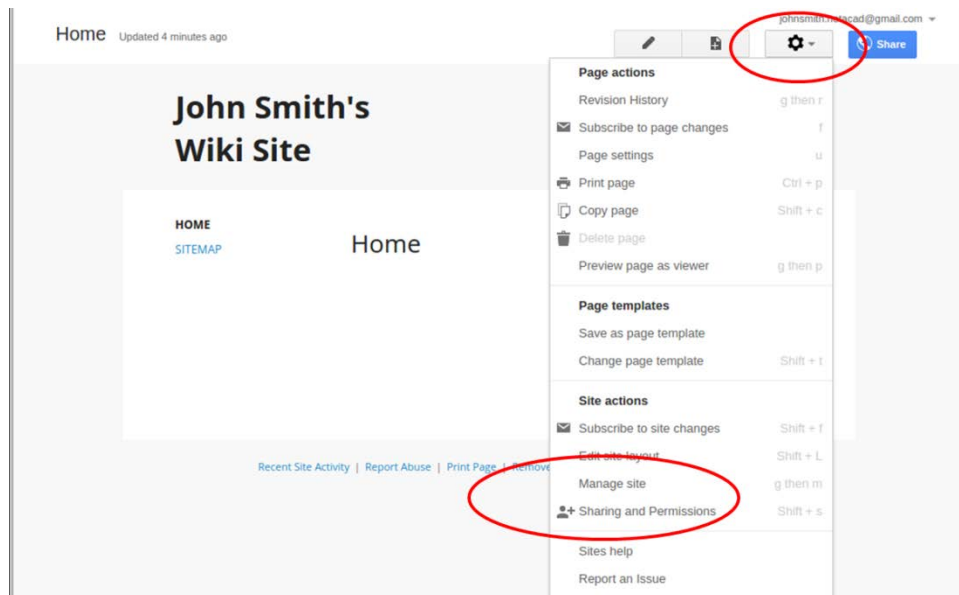 johnsmith.netacad@gmail.com
Home Updated 4 minutes ago
Share
John Smith's
Wiki Site
HOME
SITEMAP
Home
Page actions
Revision History g then r
Subscribe to page changes f
Page settings u
Print page Ctrl + p
Copy page Shift + c
Delete page
Preview page as viewer g then p
Page templates
Save as page template
Change page template Shift + t
Site actions
Subscribe to site changes Shift + f
Edit site layout Shift + L
Manage site g then m
Sharing and Permissions Shift + s
Sites help
Report an Issue
Recent Site Activity | Report Abuse | Print Page | Remove